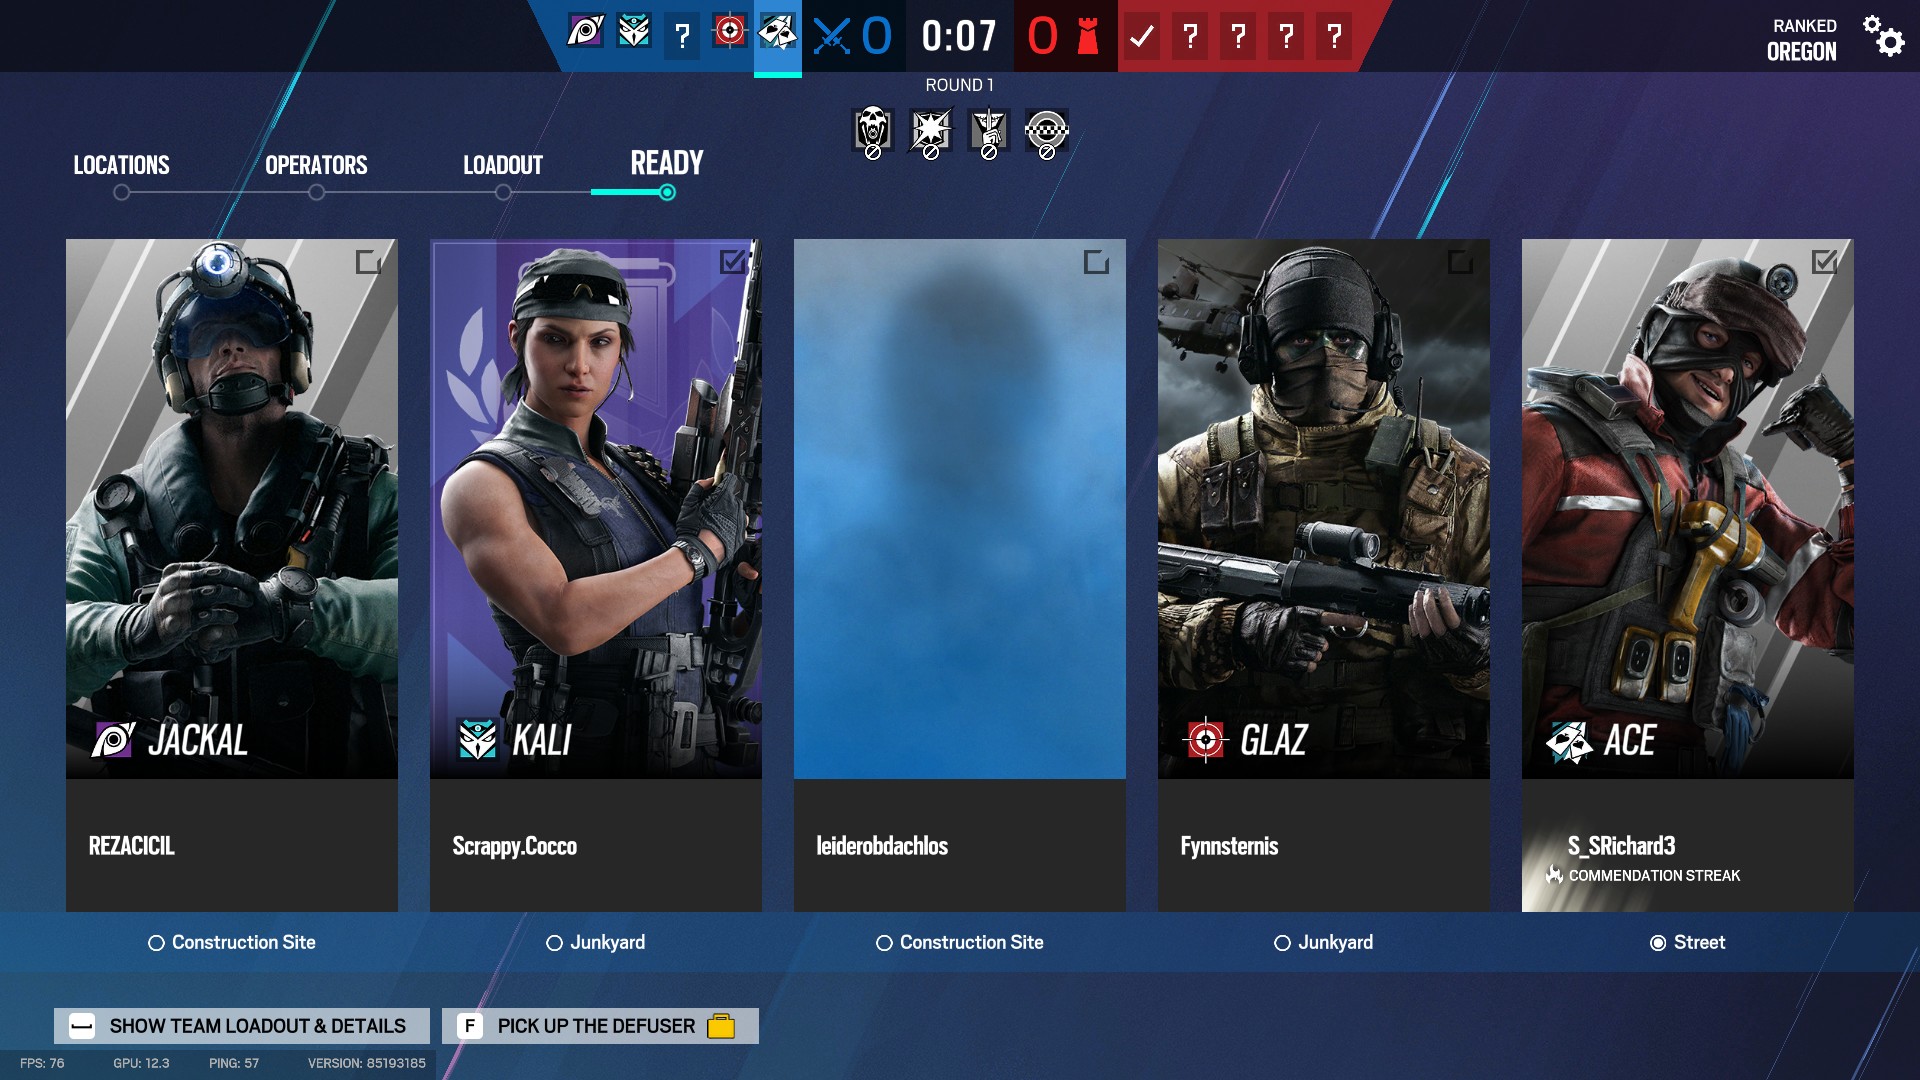 ? 0 0:07 0 ? ? ? ?
RANKED
OREGON
ROUND 1
LOCATIONS OPERATORS LOADOUT READY
JACKAL KALI GLAZ ACE
REZACICIL Scrappy.Cocco leiderobdachlos Fynnsternis S_SRichard3
COMMENDATION STREAK
Construction Site Junkyard Construction Site Junkyard Street
SHOW TEAM LOADOUT & DETAILS F PICK UP THE DEFUSER
FPS: 76 GPU: 12.3 PING: 57 VERSION: 85193185